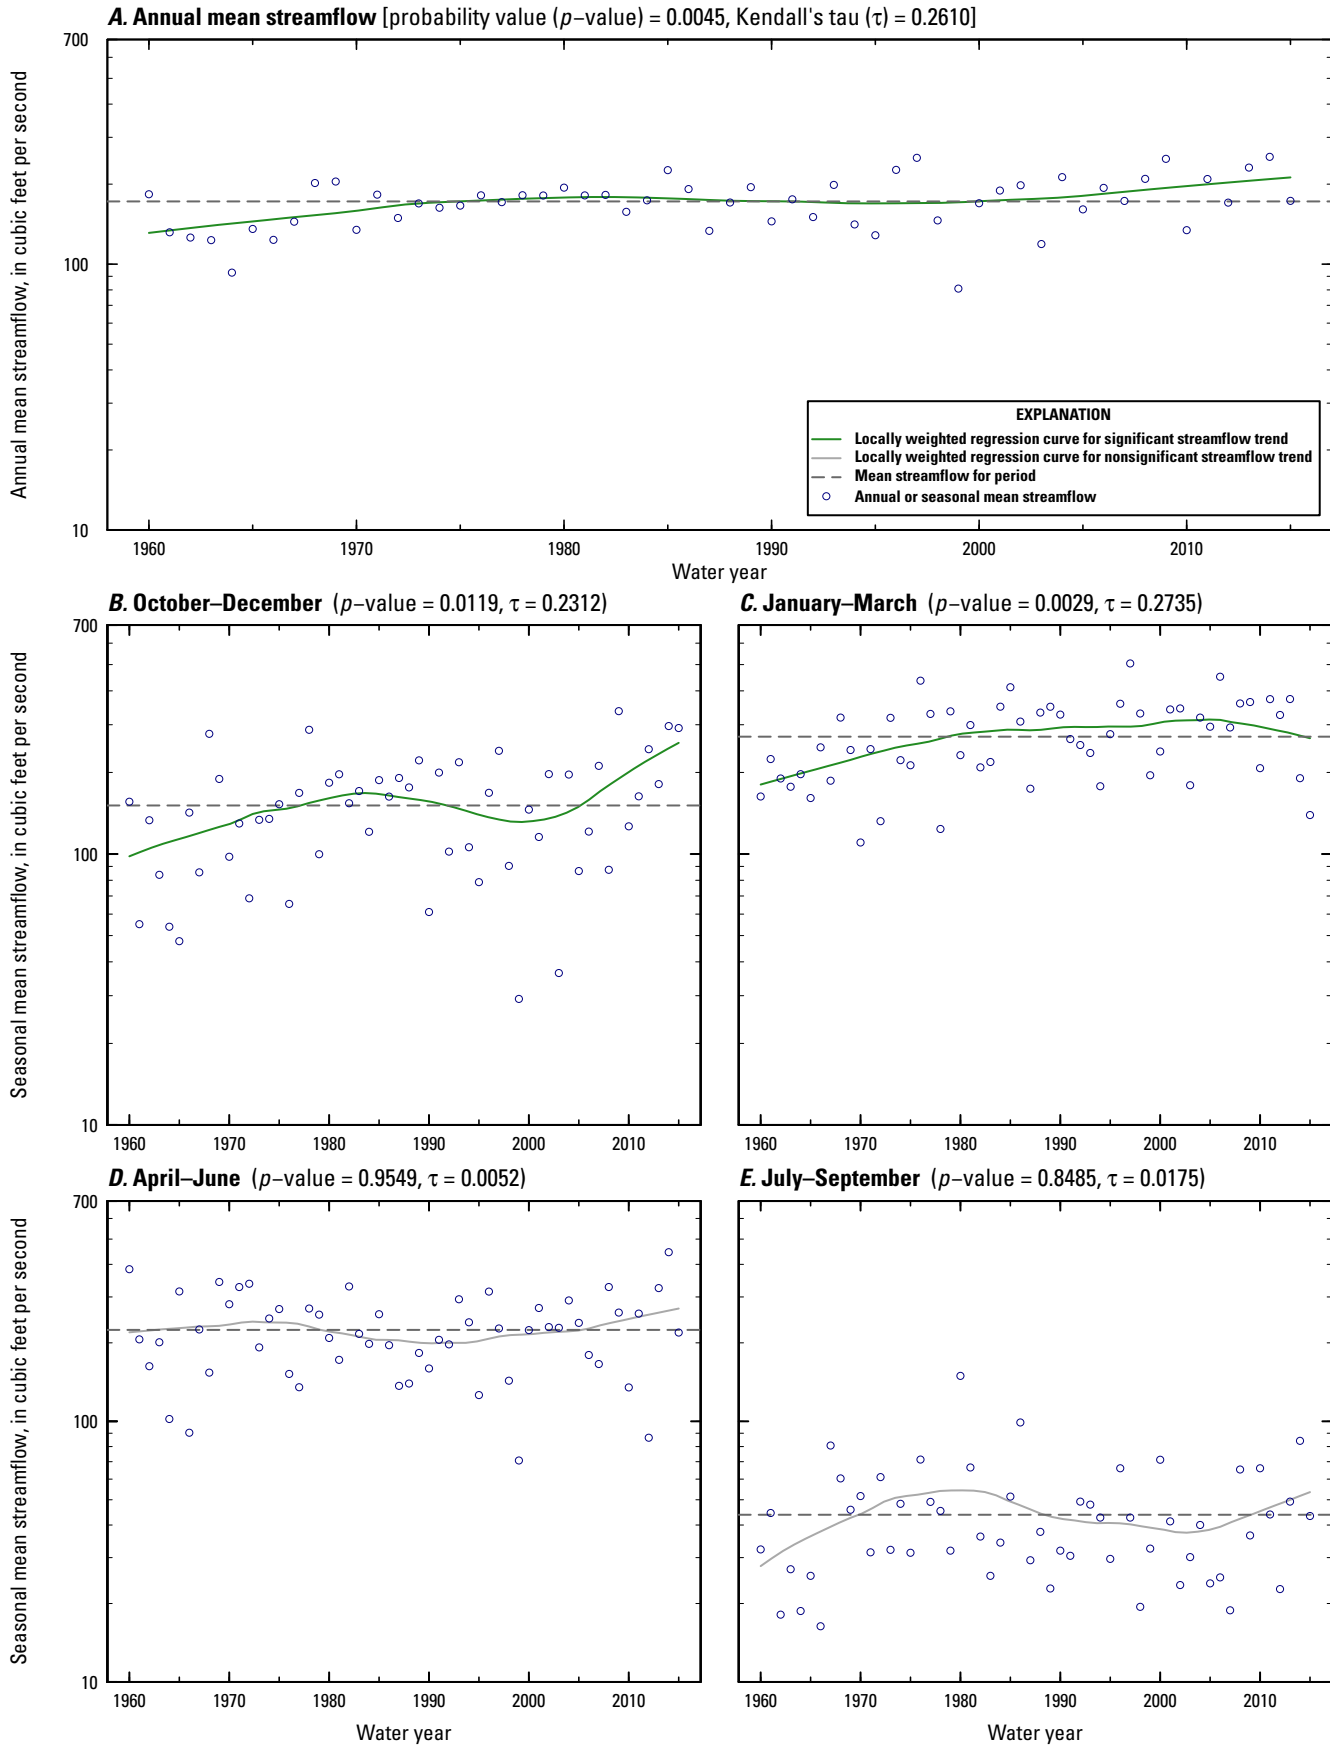 A. Annual mean streamflow [probability value (p−value) = 0.0045, Kendall's tau (τ) = 0.2610]
700
100
10
Annual mean streamflow, in cubic feet per second
EXPLANATION
Locally weighted regression curve for significant streamflow trend
Locally weighted regression curve for nonsignificant streamflow trend
Mean streamflow for period
Annual or seasonal mean streamflow
1960 1970 1980 1990 2000 2010
Water year
B. October–December (p−value = 0.0119, τ = 0.2312)
700
100
10
Seasonal mean streamflow, in cubic feet per second
1960 1970 1980 1990 2000 2010
C. January–March (p−value = 0.0029, τ = 0.2735)
1960 1970 1980 1990 2000 2010
D. April–June (p−value = 0.9549, τ = 0.0052)
700
100
10
Seasonal mean streamflow, in cubic feet per second
1960 1970 1980 1990 2000 2010
Water year
E. July–September (p−value = 0.8485, τ = 0.0175)
1960 1970 1980 1990 2000 2010
Water year